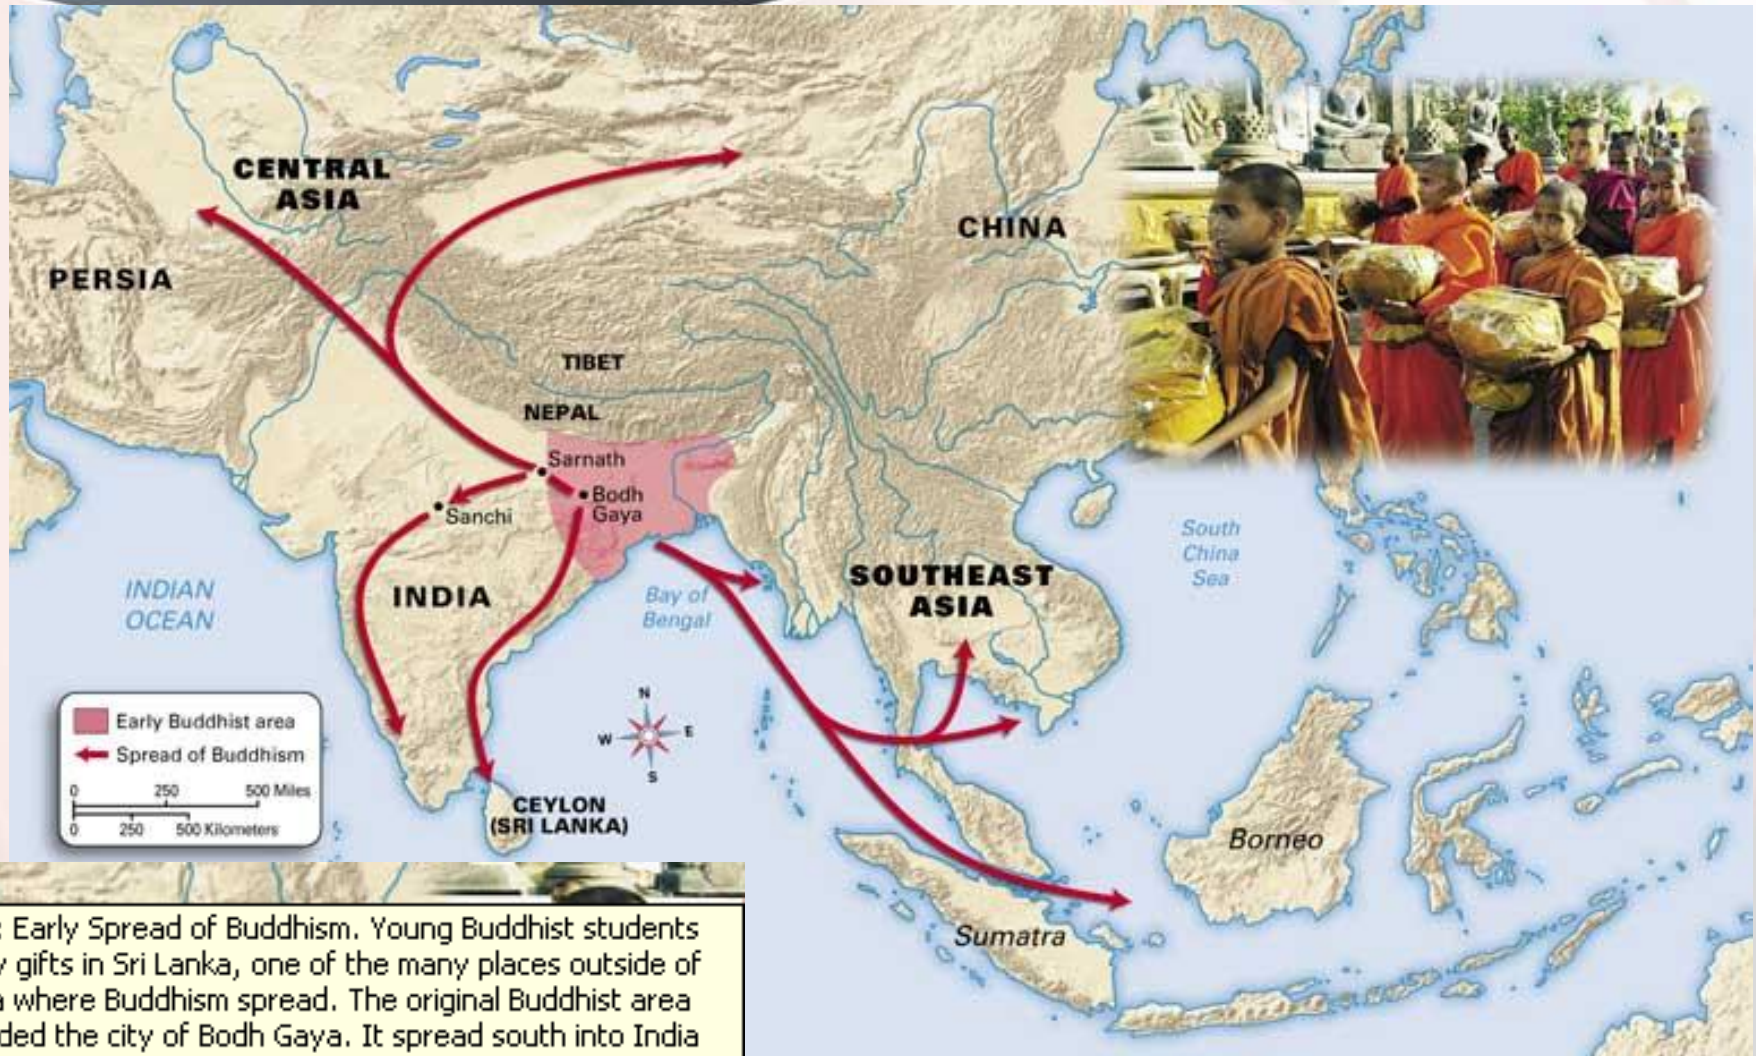 CENTRAL
ASIA
CHINA
PERSIA
TIBET
NEPAL
Sarnath
Bodh
Gaya
Sanchi
South
China
Sea
INDIAN
OCEAN
INDIA
Bay of
Bengal
SOUTHEAST
ASIA
N
W
E
S
Early Buddhist area
Spread of Buddhism
0 250 500 Miles
0 250 500 Kilometers
CEYLON
(SRI LANKA)
Borneo
Sumatra
: Early Spread of Buddhism. Young Buddhist students
gifts in Sri Lanka, one of the many places outside of
where Buddhism spread. The original Buddhist area
the city of Bodh Gaya. It spread south into India